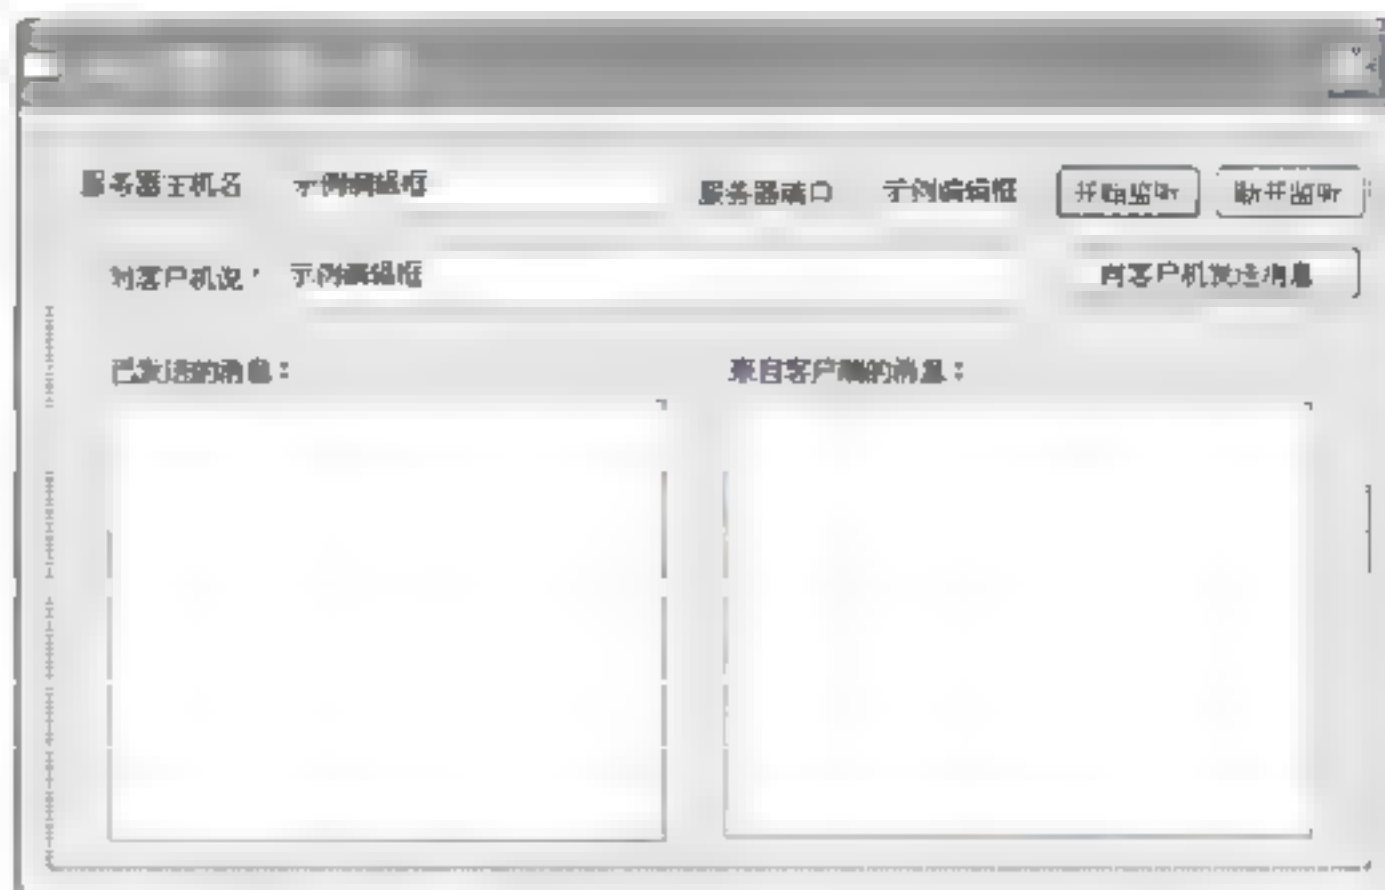 服务器主机名 示例编辑框 服务器端口 示例编辑框 开始监听 断开监听
对客户机说： 示例编辑框 向客户机发送消息
已发送的消息： 来自客户端的消息：